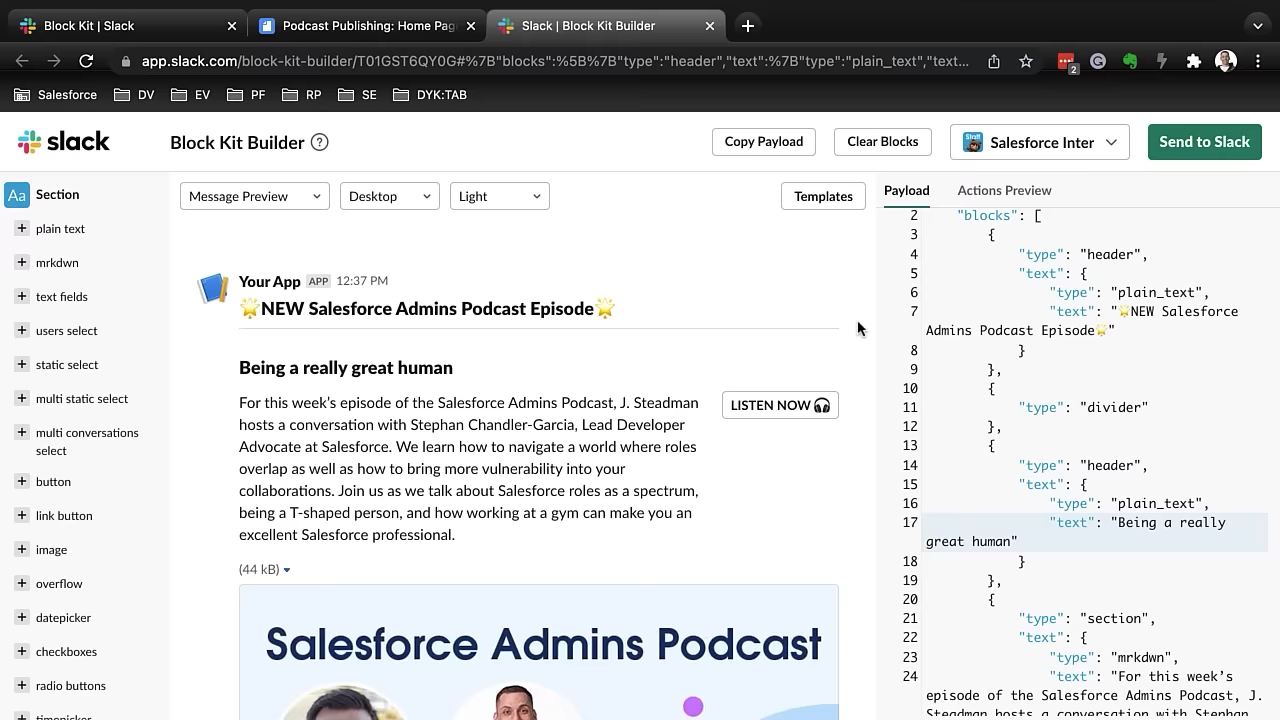 Block Kit | Slack
Podcast Publishing: Home Pag
Slack | Block Kit Builder
app.slack.com/block-kit-builder/T01GST6QY0G#%7B"blocks":%5B%7B"type":"header","text":%7B"type":"plain_text","text...
2
Salesforce
DV
EV
PF
RP
SE
DYK:TAB
slack
Block Kit Builder
?
Copy Payload
Clear Blocks
Salesforce Inter
Send to Slack
Aa Section
+ plain text
+ mrkdwn
+ text fields
+ users select
+ static select
+ multi static select
+ multi conversations
select
+ button
+ link button
+ image
+ overflow
+ datepicker
+ checkboxes
+ radio buttons
timepicker
Message Preview
Desktop
Light
Templates
Your App APP 12:37 PM
🌟NEW Salesforce Admins Podcast Episode🌟
Being a really great human
For this week's episode of the Salesforce Admins Podcast, J. Steadman
hosts a conversation with Stephan Chandler-Garcia, Lead Developer
Advocate at Salesforce. We learn how to navigate a world where roles
overlap as well as how to bring more vulnerability into your
collaborations. Join us as we talk about Salesforce roles as a spectrum,
being a T-shaped person, and how working at a gym can make you an
excellent Salesforce professional.
LISTEN NOW🎧
(44 kB)
Salesforce Admins Podcast
Payload
Actions Preview
2 "blocks": [
3 {
4 "type": "header",
5 "text": {
6 "type": "plain_text",
7 "text": "🌟NEW Salesforce
Admins Podcast Episode🌟"
8 }
9 },
10 {
11 "type": "divider"
12 },
13 {
14 "type": "header",
15 "text": {
16 "type": "plain_text",
17 "text": "Being a really
great human"
18 }
19 },
20 {
21 "type": "section",
22 "text": {
23 "type": "mrkdwn",
24 "text": "For this week's
episode of the Salesforce Admins Podcast, J.
Steadman hosts a conversation with Stephan